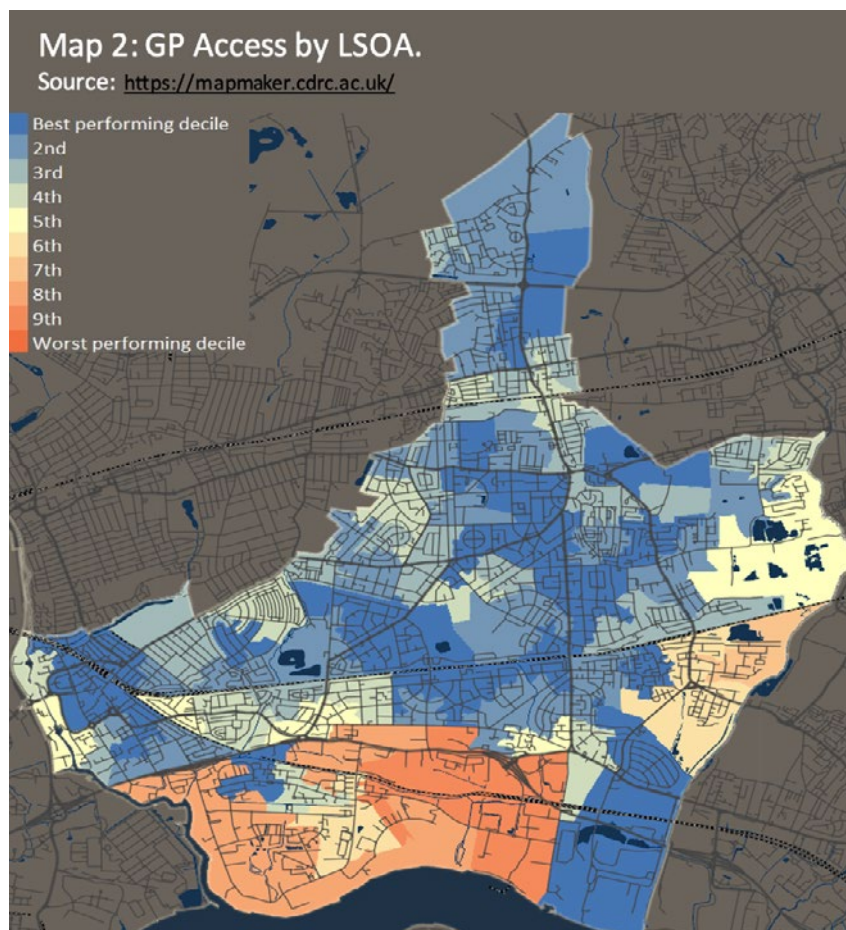 Map 2: GP Access by LSOA.
Source: https://mapmaker.cdrc.ac.uk/
Best performing decile
2nd
3rd
4th
5th
6th
7th
8th
9th
Worst performing decile